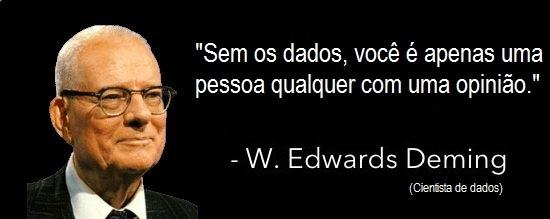 "Sem os dados, você é apenas uma
pessoa qualquer com uma opinião."
- W. Edwards Deming
(Cientista de dados)